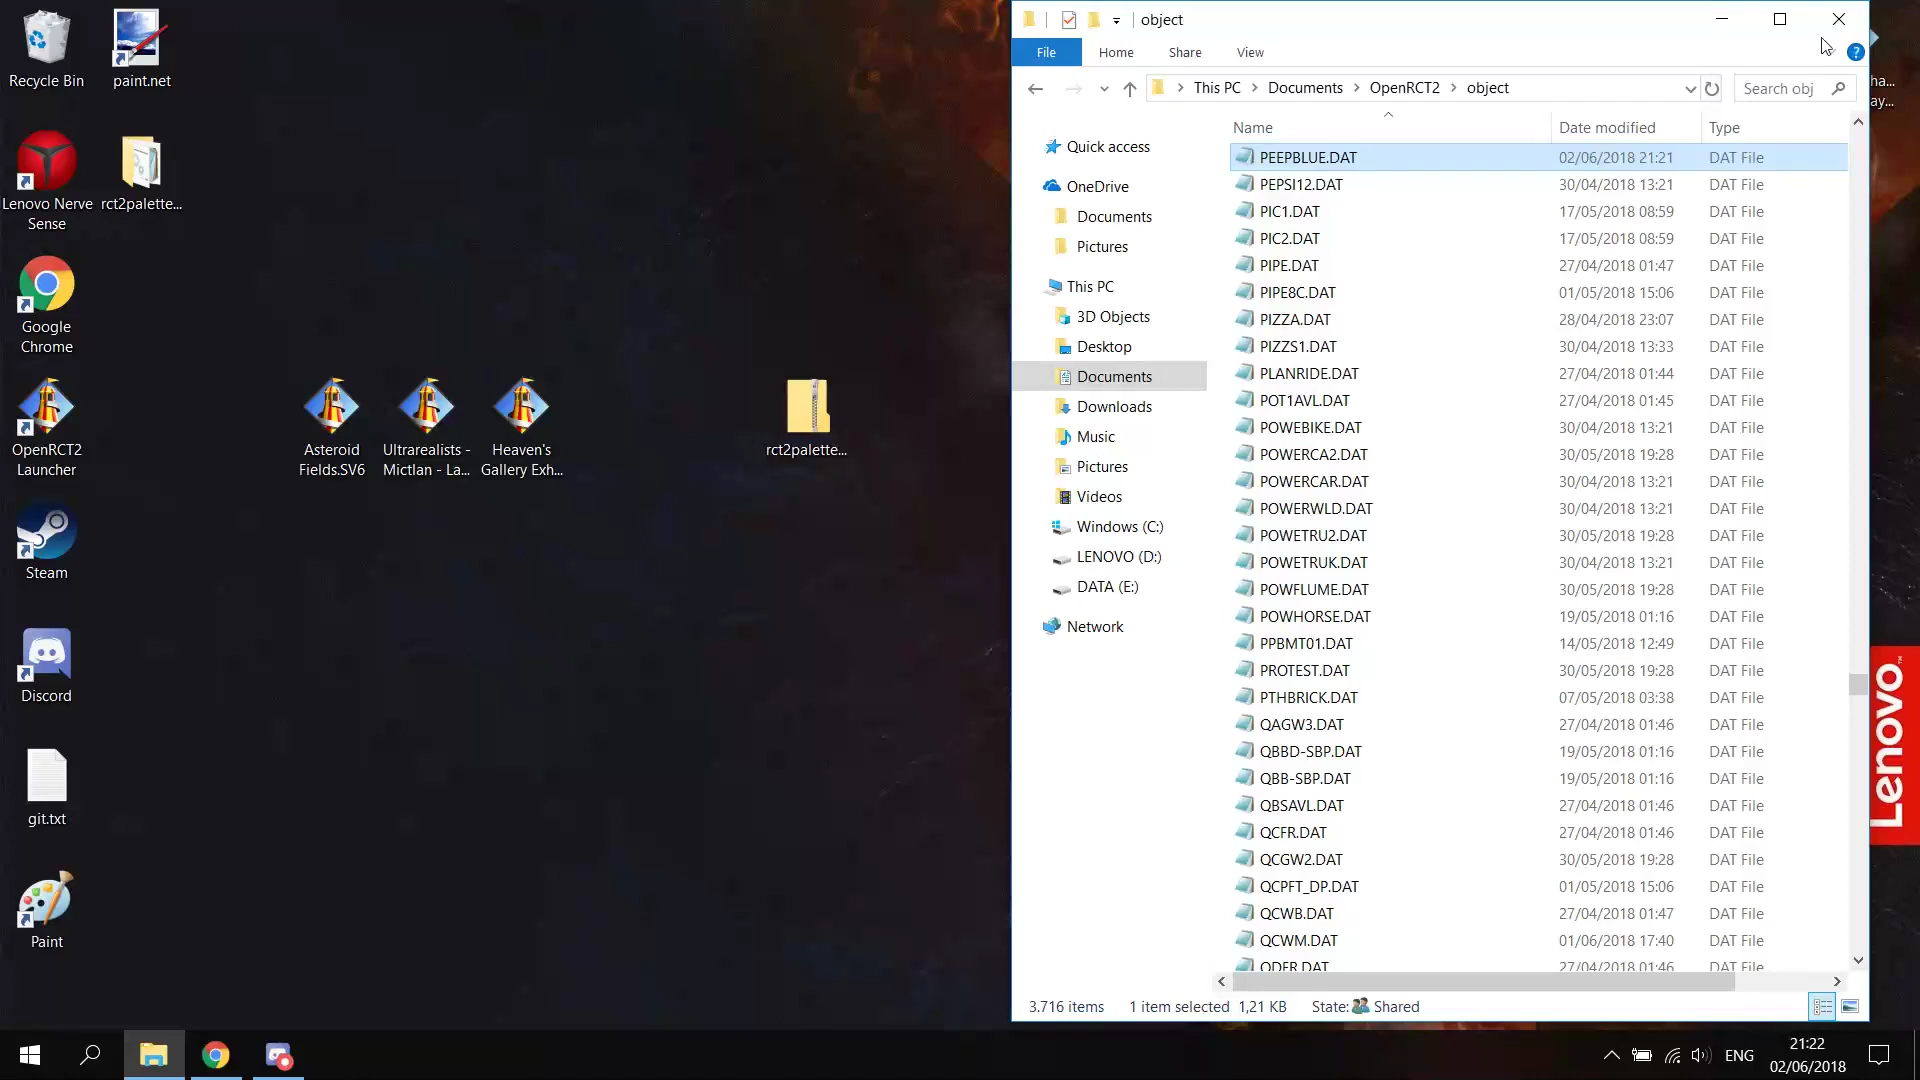 Recycle Bin
paint.net
Lenovo Nerve
Sense
rct2palette...
Google
Chrome
OpenRCT2
Launcher
Asteroid
Fields.SV6
Ultrarealists -
Mictlan - La...
Heaven's
Gallery Exh...
rct2palette...
Steam
Discord
git.txt
Paint
object
File
Home
Share
View
This PC
Documents
OpenRCT2
object
Search obj
Name
Date modified
Type
Quick access
OneDrive
Documents
Pictures
This PC
3D Objects
Desktop
Documents
Downloads
Music
Pictures
Videos
Windows (C:)
LENOVO (D:)
DATA (E:)
Network
PEEPBLUE.DAT 02/06/2018 21:21 DAT File
PEPSI12.DAT 30/04/2018 13:21 DAT File
PIC1.DAT 17/05/2018 08:59 DAT File
PIC2.DAT 17/05/2018 08:59 DAT File
PIPE.DAT 27/04/2018 01:47 DAT File
PIPE8C.DAT 01/05/2018 15:06 DAT File
PIZZA.DAT 28/04/2018 23:07 DAT File
PIZZS1.DAT 30/04/2018 13:33 DAT File
PLANRIDE.DAT 27/04/2018 01:44 DAT File
POT1AVL.DAT 27/04/2018 01:45 DAT File
POWEBIKE.DAT 30/04/2018 13:21 DAT File
POWERCA2.DAT 30/05/2018 19:28 DAT File
POWERCAR.DAT 30/04/2018 13:21 DAT File
POWERWLD.DAT 30/04/2018 13:21 DAT File
POWETRU2.DAT 30/05/2018 19:28 DAT File
POWETRUK.DAT 30/04/2018 13:21 DAT File
POWFLUME.DAT 30/05/2018 19:28 DAT File
POWHORSE.DAT 19/05/2018 01:16 DAT File
PPBMT01.DAT 14/05/2018 12:49 DAT File
PROTEST.DAT 30/05/2018 19:28 DAT File
PTHBRICK.DAT 07/05/2018 03:38 DAT File
QAGW3.DAT 27/04/2018 01:46 DAT File
QBBD-SBP.DAT 19/05/2018 01:16 DAT File
QBB-SBP.DAT 19/05/2018 01:16 DAT File
QBSAVL.DAT 27/04/2018 01:46 DAT File
QCFR.DAT 27/04/2018 01:46 DAT File
QCGW2.DAT 30/05/2018 19:28 DAT File
QCPFT_DP.DAT 01/05/2018 15:06 DAT File
QCWB.DAT 27/04/2018 01:47 DAT File
QCWM.DAT 01/06/2018 17:40 DAT File
QDFR.DAT 27/04/2018 01:46 DAT File
3.716 items
1 item selected 1,21 KB
State: Shared
ha...
ay...
Lenovo™
ENG
21:22
02/06/2018